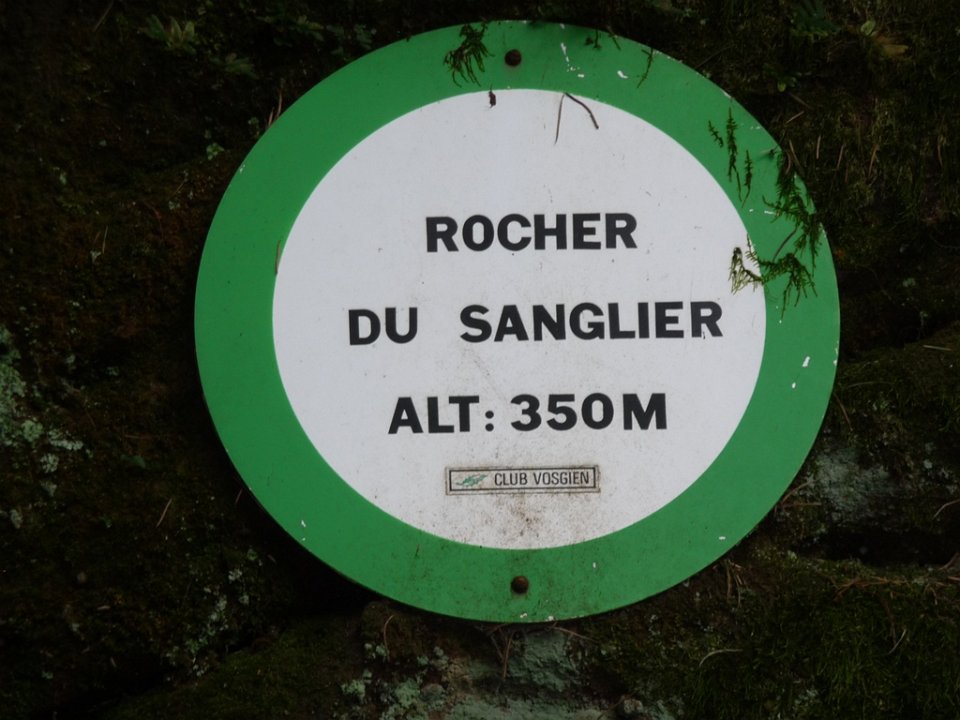 ROCHER
DU SANGLIER
ALT: 350M
CLUB VOSGIEN